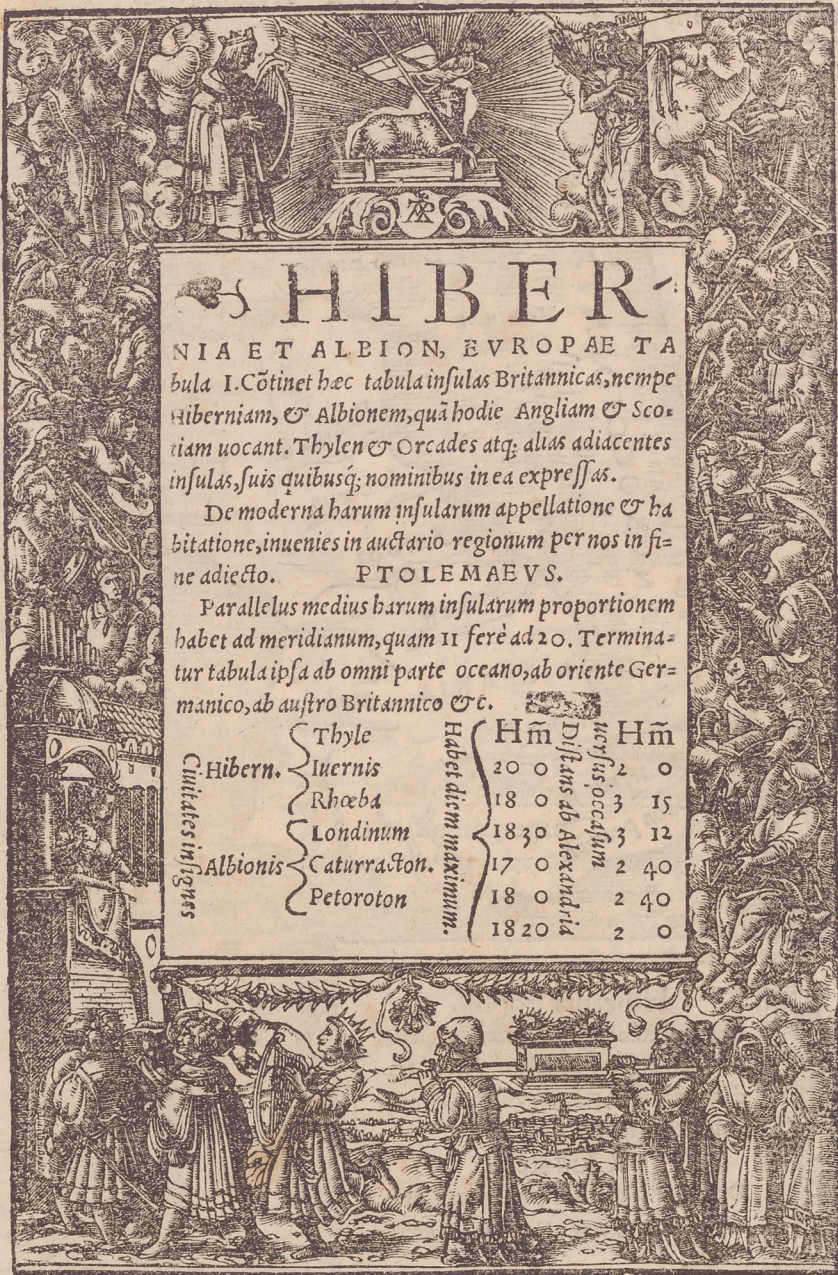 HIBER-
NIA ET ALBION, EVROPAE TA
bula I. Cõtinet hæc tabula insulas Britannicas, nempe
Hiberniam, & Albionem, quã hodie Angliam & Sco=
tiam uocant. Thylen & Orcades atq; alias adiacentes
insulas, suis quibusq́; nominibus in ea expressas.
De moderna harum insularum appellatione & ha
bitatione, inuenies in auctario regionum per nos in fi=
ne adiecto. PTOLEMAEVS.
Parallelus medius harum insularum proportionem
habet ad meridianum, quam 11 ferè ad 20. Termina=
tur tabula ipsa ab omni parte oceano, ab oriente Ger=
manico, ab austro Britannico &c.
Ciuitates insignes
Hibern.
Albionis
Thyle
Iuernis
Rhœba
Londinum
Caturracton.
Petoroton
Habet diem maximum.
H m̃
20 0
18 0
18 30
17 0
18 0
18 20
Distans ab Alexandria
uersus occasum
H m̃
2 0
3 15
3 12
2 40
2 40
2 0